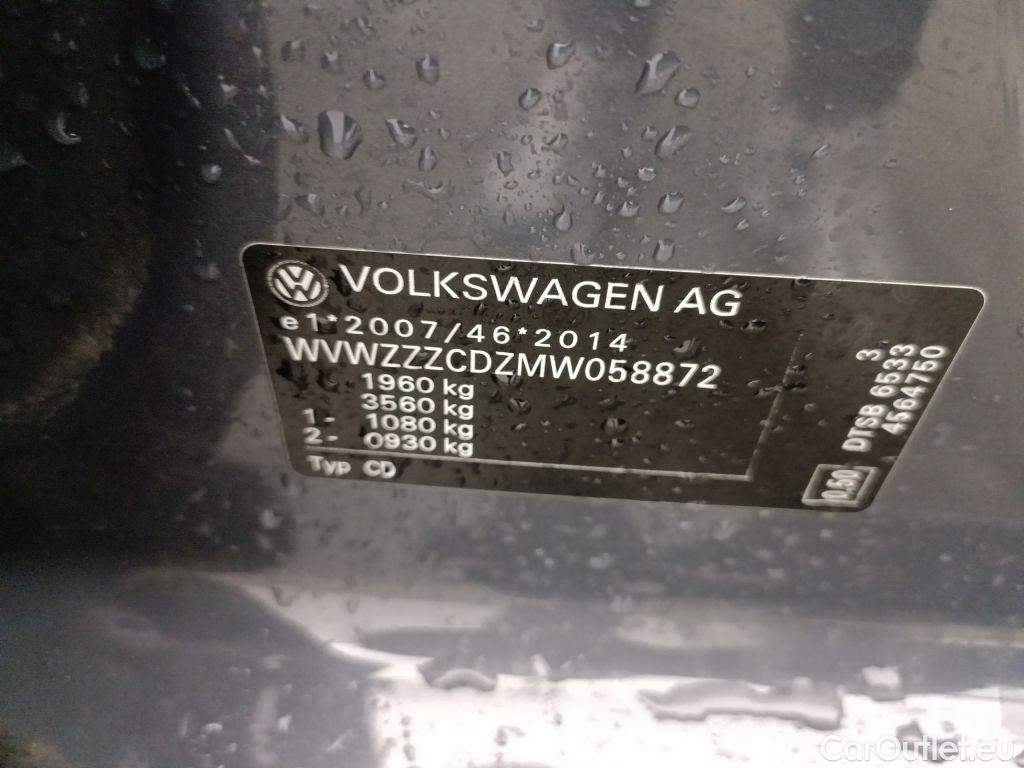 VOLKSWAGEN AG
e1*2007/46*2014
WVWZZZCDZMW058872
1960 kg
3560 kg
1- 1080 kg
2- 0930 kg
Typ CD
3
DTSB 6533
4564750
0.50
CarOutlet.eu